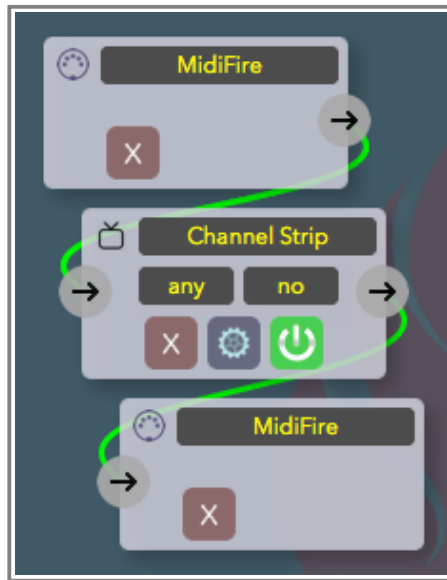 MidiFire
X
Channel Strip
any no
X
MidiFire
X